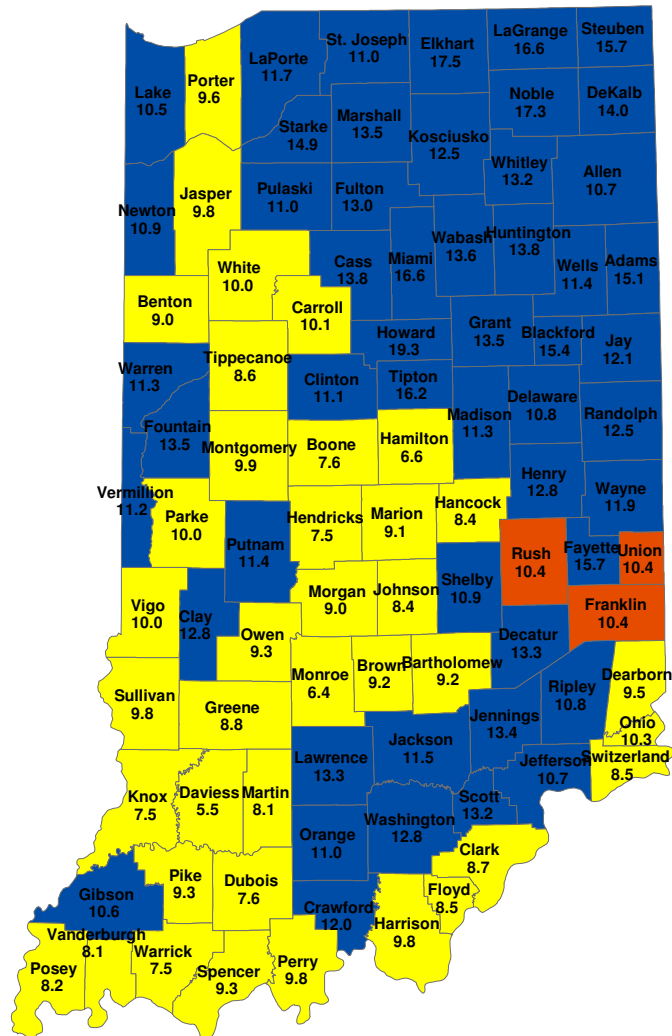 St. Joseph
11.0
Elkhart
17.5
LaGrange
16.6
Steuben
15.7
LaPorte
11.7
Porter
9.6
Lake
10.5
Noble
17.3
DeKalb
14.0
Marshall
13.5
Starke
14.9
Kosciusko
12.5
Whitley
13.2
Allen
10.7
Jasper
9.8
Pulaski
11.0
Fulton
13.0
Newton
10.9
Wabash
13.6
Huntington
13.8
Miami
16.6
Cass
13.8
White
10.0
Wells
11.4
Adams
15.1
Benton
9.0
Carroll
10.1
Howard
19.3
Grant
13.5
Blackford
15.4
Jay
12.1
Tippecanoe
8.6
Warren
11.3
Clinton
11.1
Tipton
16.2
Madison
11.3
Delaware
10.8
Randolph
12.5
Fountain
13.5
Montgomery
9.9
Boone
7.6
Hamilton
6.6
Henry
12.8
Wayne
11.9
Vermillion
11.2
Parke
10.0
Putnam
11.4
Hendricks
7.5
Marion
9.1
Hancock
8.4
Rush
10.4
Fayette
15.7
Union
10.4
Shelby
10.9
Franklin
10.4
Vigo
10.0
Clay
12.8
Morgan
9.0
Johnson
8.4
Owen
9.3
Decatur
13.3
Monroe
6.4
Brown
9.2
Bartholomew
9.2
Dearborn
9.5
Ripley
10.8
Sullivan
9.8
Greene
8.8
Jennings
13.4
Ohio
10.3
Jackson
11.5
Lawrence
13.3
Jefferson
10.7
Switzerland
8.5
Knox
7.5
Daviess
5.5
Martin
8.1
Scott
13.2
Washington
12.8
Orange
11.0
Clark
8.7
Pike
9.3
Dubois
7.6
Gibson
10.6
Floyd
8.5
Crawford
12.0
Harrison
9.8
Vanderburgh
8.1
Warrick
7.5
Posey
8.2
Spencer
9.3
Perry
9.8